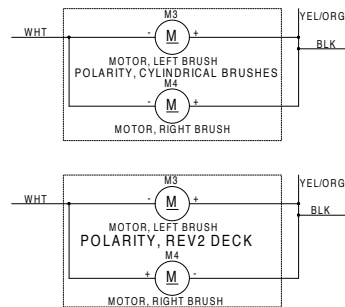 M3
YEL/ORG
WHT - M +
BLK
MOTOR, LEFT BRUSH
POLARITY, CYLINDRICAL BRUSHES
M4
- M +
MOTOR, RIGHT BRUSH
M3
YEL/ORG
WHT - M +
BLK
MOTOR, LEFT BRUSH
POLARITY, REV2 DECK
M4
+ M -
MOTOR, RIGHT BRUSH